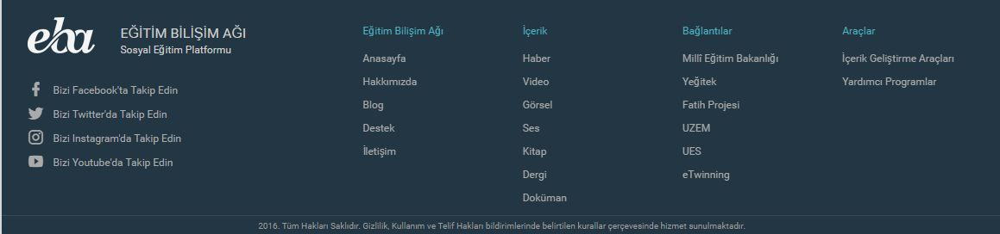 eba
EĞİTİM BİLİŞİM AĞI
Sosyal Eğitim Platformu
Bizi Facebook'ta Takip Edin
Bizi Twitter'da Takip Edin
Bizi Instagram'da Takip Edin
Bizi Youtube'da Takip Edin
Eğitim Bilişim Ağı
Anasayfa
Hakkımızda
Blog
Destek
İletişim
İçerik
Haber
Video
Görsel
Ses
Kitap
Dergi
Doküman
Bağlantılar
Millî Eğitim Bakanlığı
Yeğitek
Fatih Projesi
UZEM
UES
eTwinning
Araçlar
İçerik Geliştirme Araçları
Yardımcı Programlar
2016. Tüm Hakları Saklıdır. Gizlilik, Kullanım ve Telif Hakları bildirimlerinde belirtilen kurallar çerçevesinde hizmet sunulmaktadır.